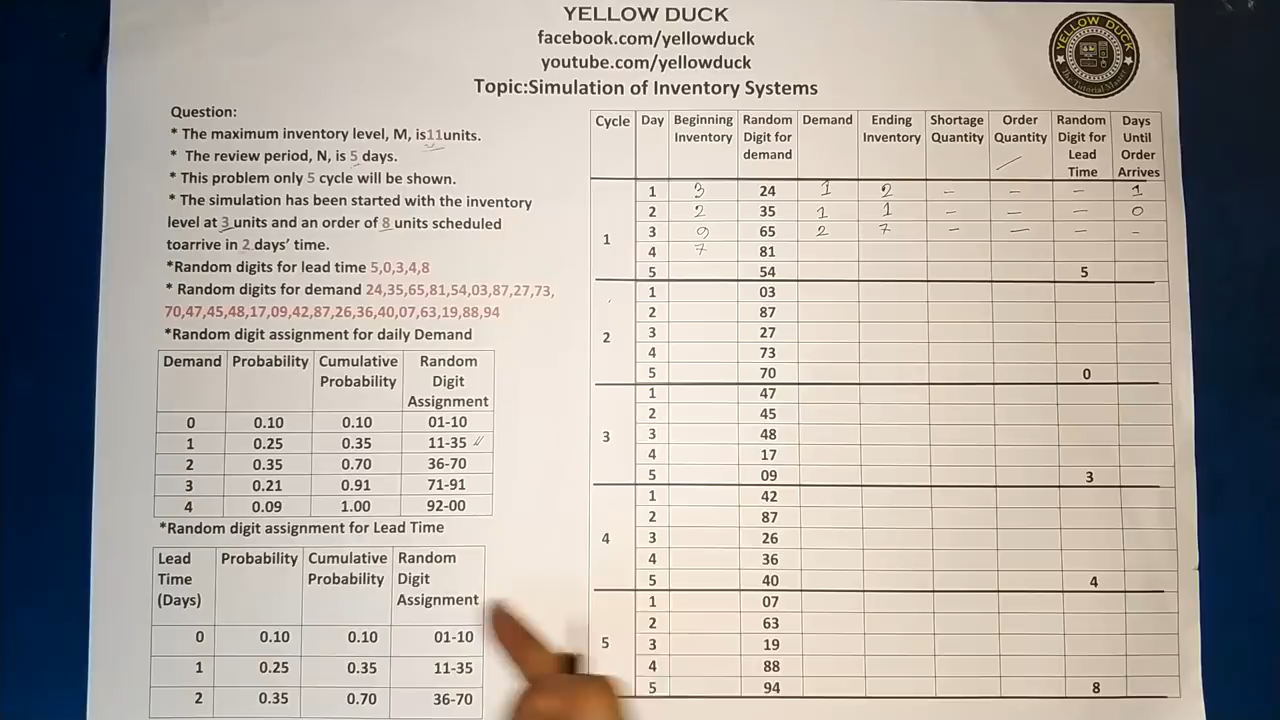 YELLOW DUCK
facebook.com/yellowduck
youtube.com/yellowduck
Topic:Simulation of Inventory Systems
YELLOW DUCK
The Tutorial Master
Question:
* The maximum inventory level, M, is11units.
* The review period, N, is 5 days.
* This problem only 5 cycle will be shown.
* The simulation has been started with the inventory
level at 3 units and an order of 8 units scheduled
toarrive in 2 days' time.
*Random digits for lead time 5,0,3,4,8
* Random digits for demand 24,35,65,81,54,03,87,27,73,
70,47,45,48,17,09,42,87,26,36,40,07,63,19,88,94
*Random digit assignment for daily Demand
Demand Probability Cumulative Random
Probability Digit
Assignment
0 0.10 0.10 01-10
1 0.25 0.35 11-35
2 0.35 0.70 36-70
3 0.21 0.91 71-91
4 0.09 1.00 92-00
*Random digit assignment for Lead Time
Lead Probability Cumulative Random
Time Probability Digit
(Days) Assignment
0 0.10 0.10 01-10
1 0.25 0.35 11-35
2 0.35 0.70 36-70
Cycle Day Beginning Random Demand Ending Shortage Order Random Days
Inventory Digit for Inventory Quantity Quantity Digit for Until
demand Lead Order
Time Arrives
1 3 24 1 2 - - - 1
2 2 35 1 1 - - - 0
3 9 65 2 7 - - - -
1
4 7 81
5 54 5
1 03
2 87
2
3 27
4 73
5 70 0
1 47
2 45
3
3 48
4 17
5 09 3
1 42
2 87
4
3 26
4 36
5 40 4
1 07
2 63
5
3 19
4 88
5 94 8